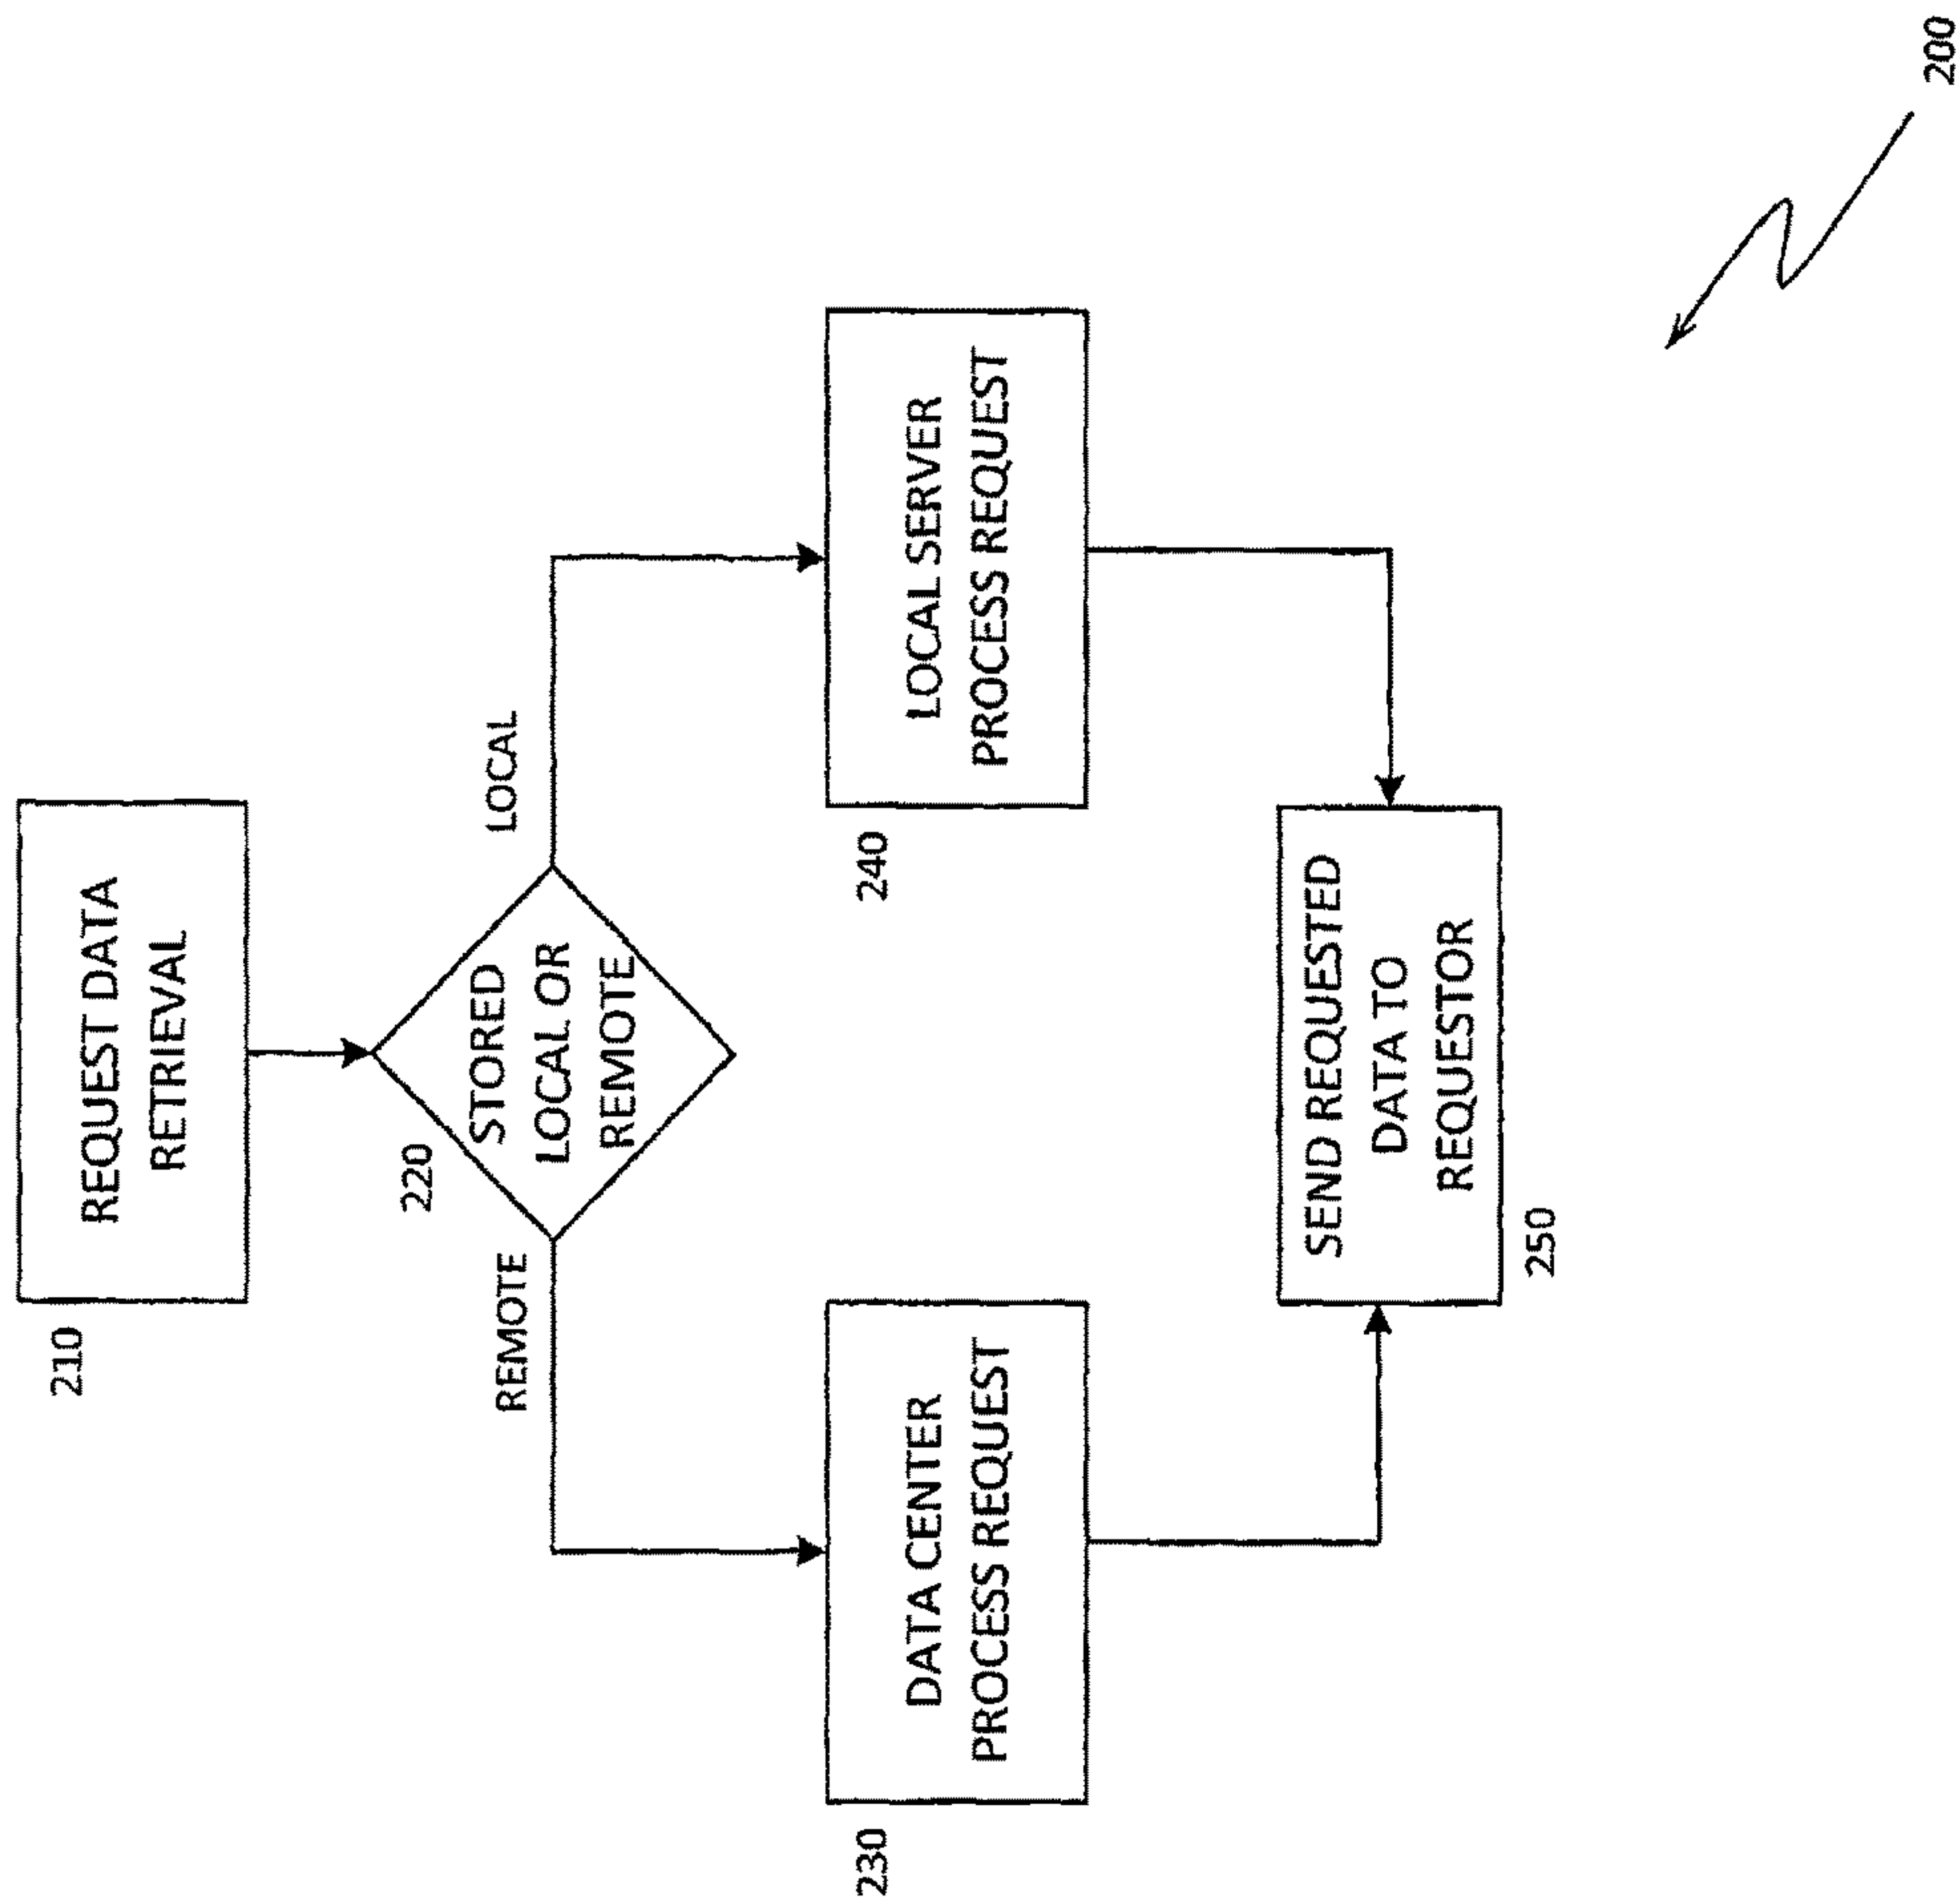 210
REQUEST DATA
RETRIEVAL
220
STORED
LOCAL OR
REMOTE
REMOTE
LOCAL
230
DATA CENTER
PROCESS REQUEST
240
LOCAL SERVER
PROCESS REQUEST
SEND REQUESTED
DATA TO
REQUESTOR
250
200